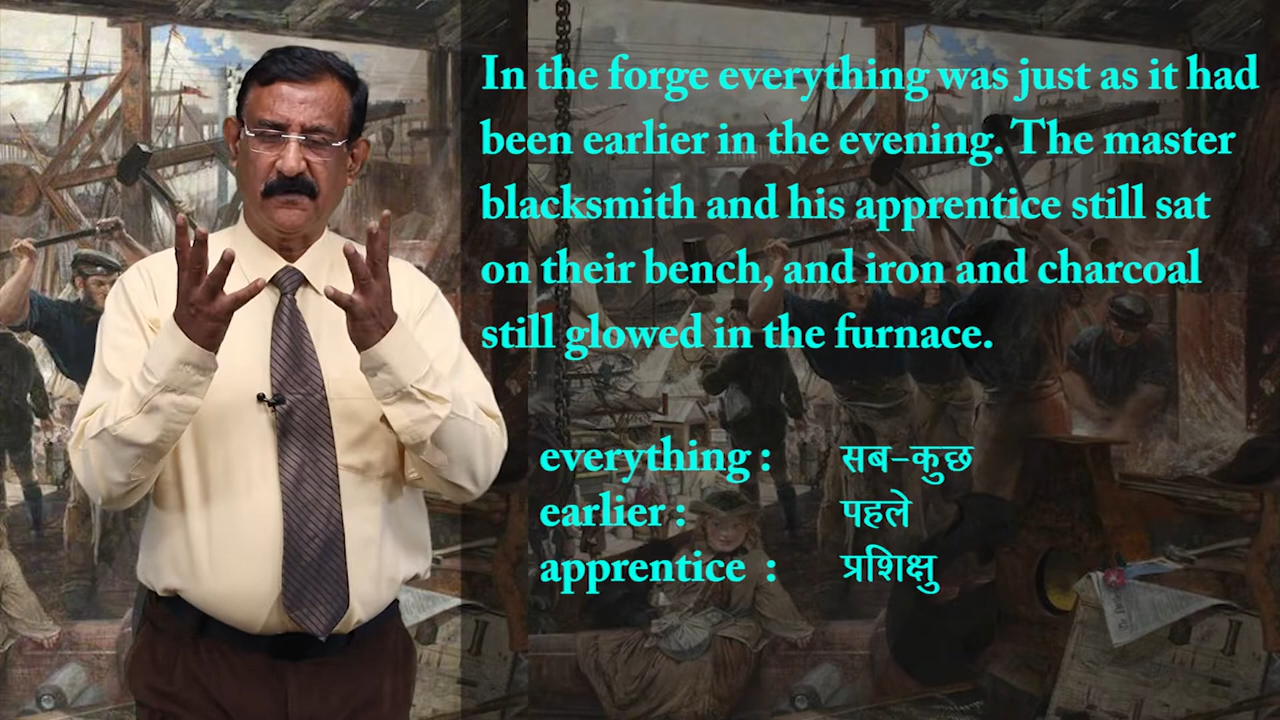 In the forge everything was just as it had
been earlier in the evening. The master
blacksmith and his apprentice still sat
on their bench, and iron and charcoal
still glowed in the furnace.
everything : सब-कुछ
earlier : पहले
apprentice : प्रशिक्षु